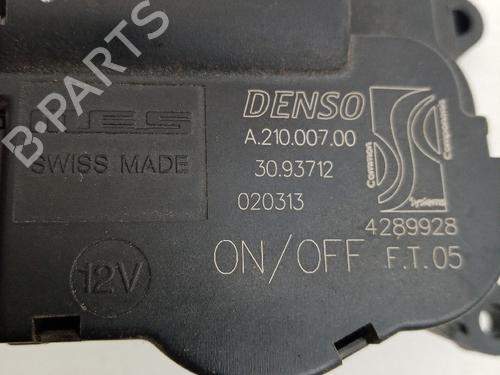 DENSO
A.210.007.00
30.93712
020313
Common
Components
Systems
4289928
ON/OFF F.T.05
SWISS MADE
12V
B-PARTS